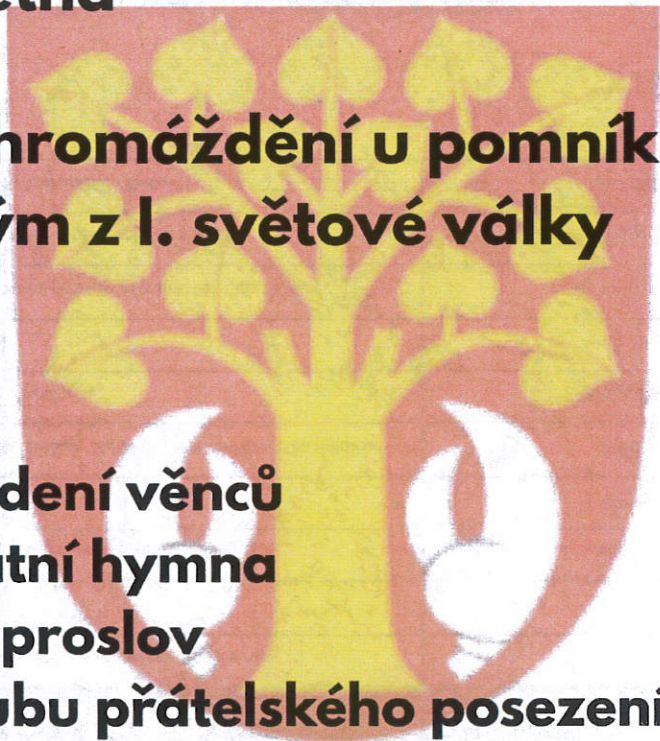 hromáždění u pomník
ým z I. světové války
dení věnců
tní hymna
proslov
ubu přátelského posezení